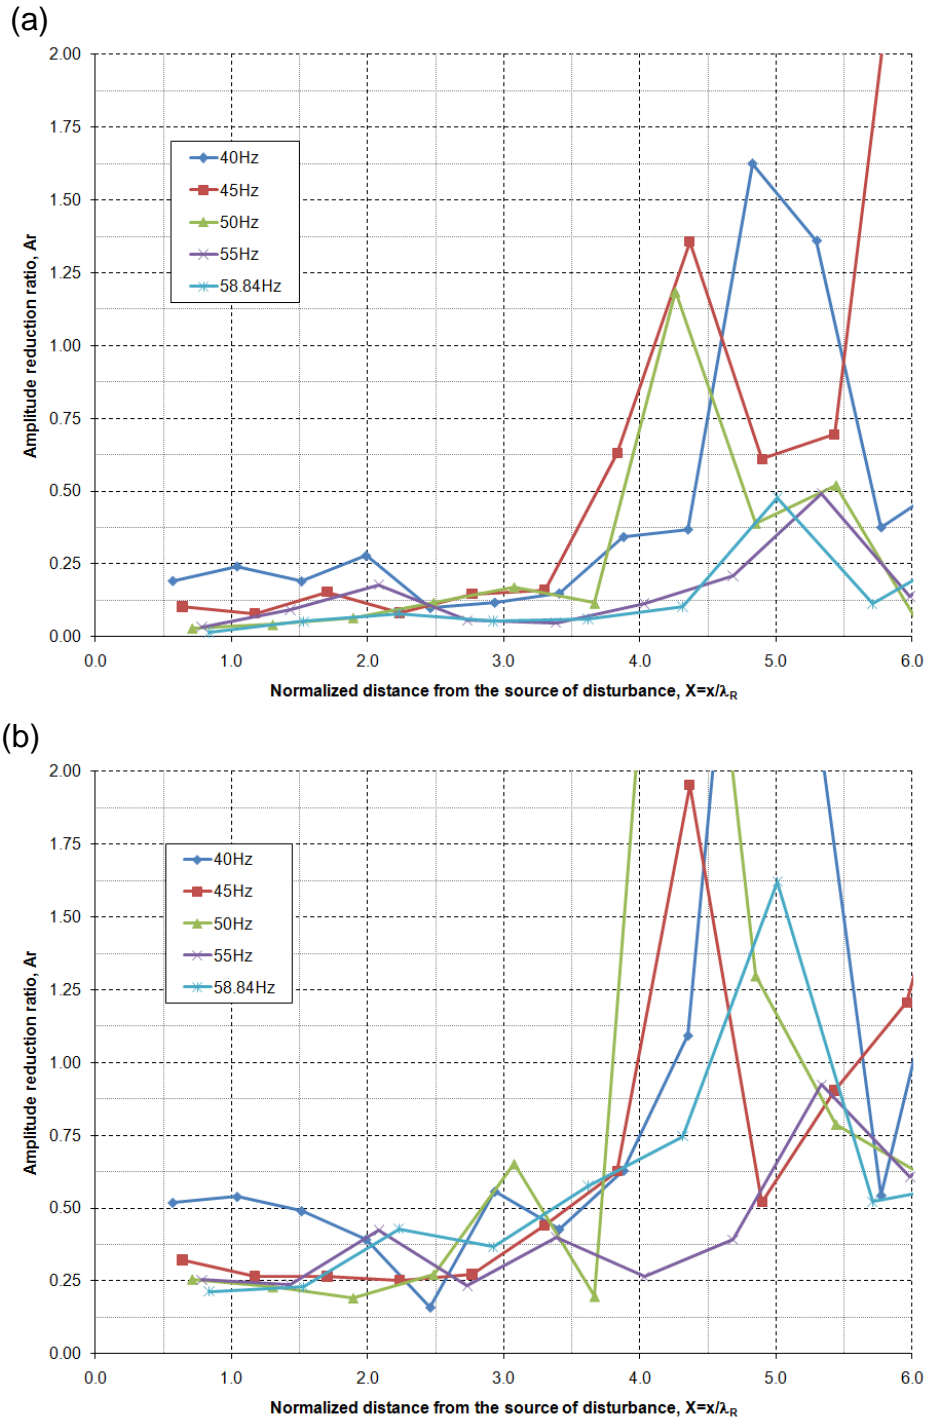 (a)
2.00
1.75
1.50
1.25
1.00
0.75
0.50
0.25
0.00
Amplitude reduction ratio, Ar
40Hz
45Hz
50Hz
55Hz
58.84Hz
0.0 1.0 2.0 3.0 4.0 5.0 6.0
Normalized distance from the source of disturbance, X=x/λR
(b)
2.00
1.75
1.50
1.25
1.00
0.75
0.50
0.25
0.00
Amplitude reduction ratio, Ar
40Hz
45Hz
50Hz
55Hz
58.84Hz
0.0 1.0 2.0 3.0 4.0 5.0 6.0
Normalized distance from the source of disturbance, X=x/λR